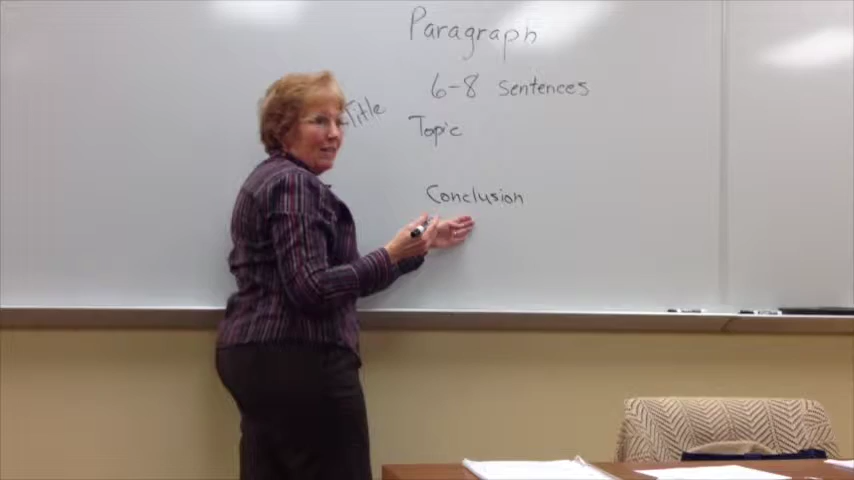 Paragraph
6-8 sentences
Title
Topic
Conclusion